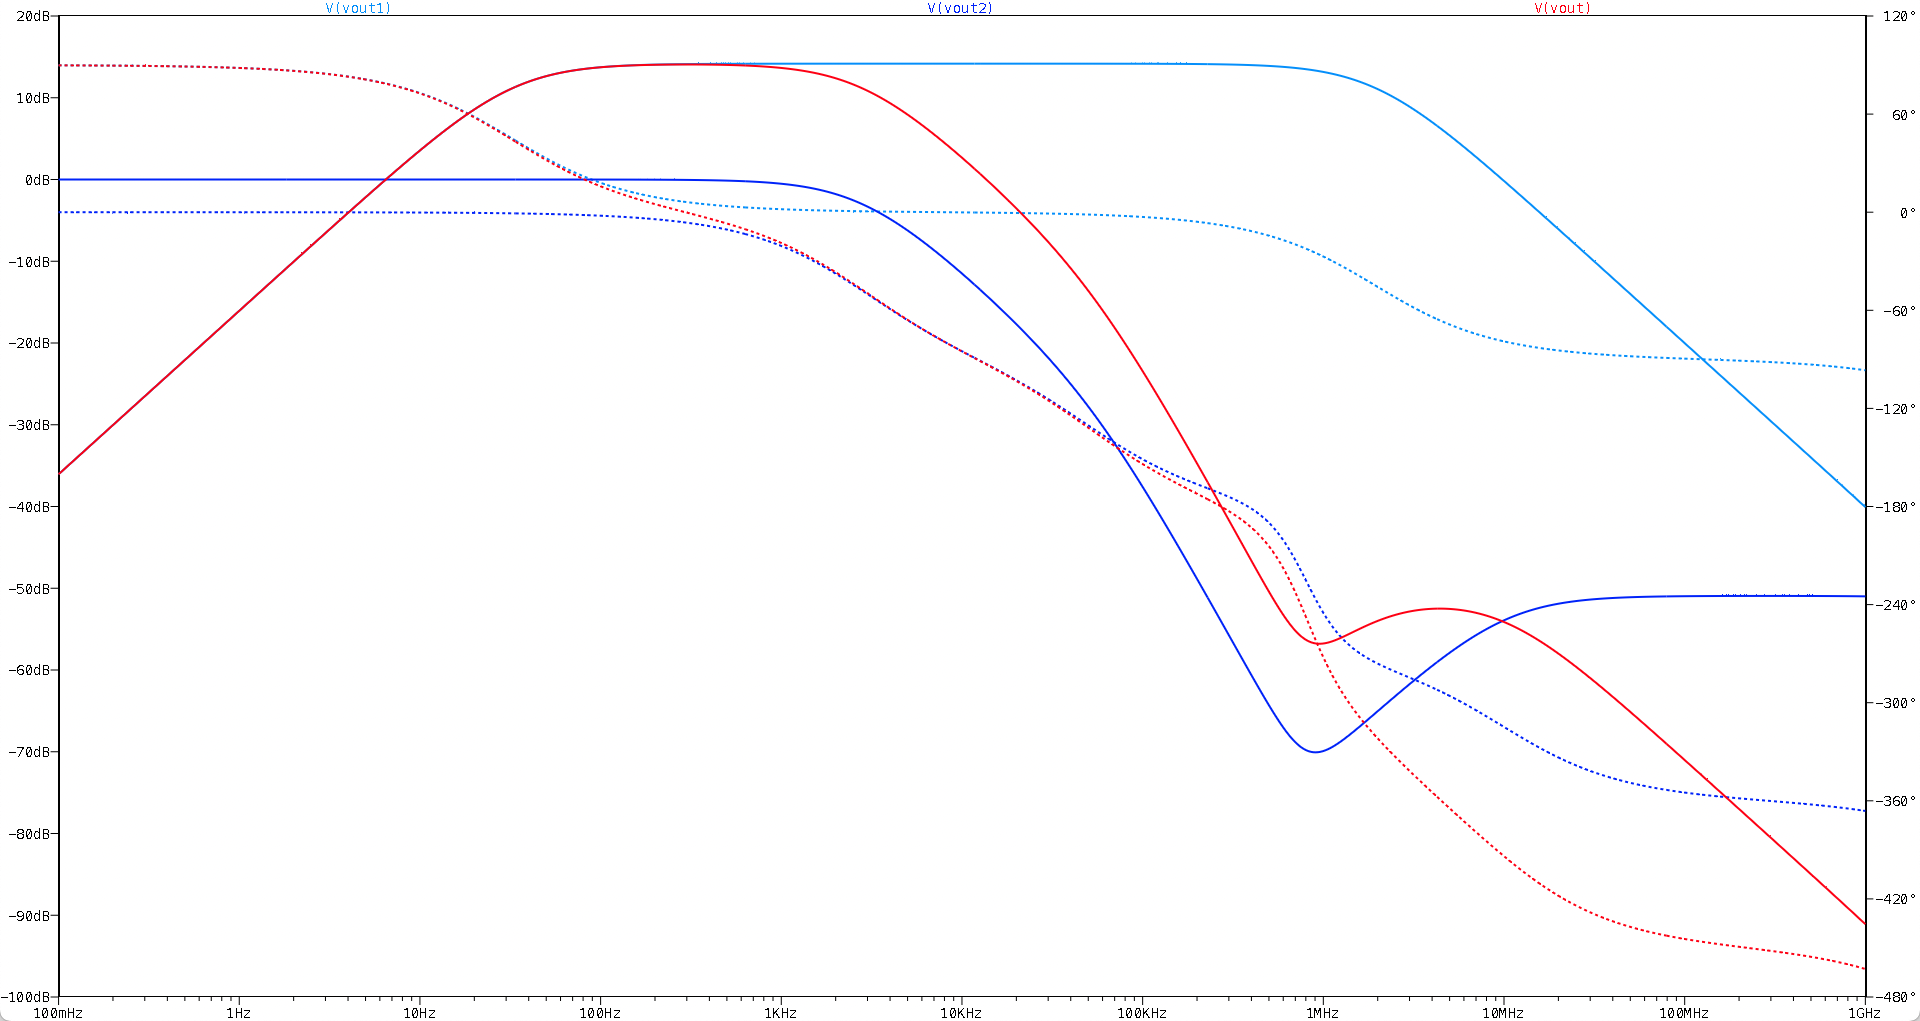 V(vout1) V(vout2) V(vout)
20dB 120°
10dB 60°
0dB 0°
-10dB -60°
-20dB -120°
-30dB -180°
-40dB -240°
-50dB -300°
-60dB -360°
-70dB -420°
-80dB -480°
-90dB
-100dB
100mHz 1Hz 10Hz 100Hz 1KHz 10KHz 100KHz 1MHz 10MHz 100MHz 1GHz